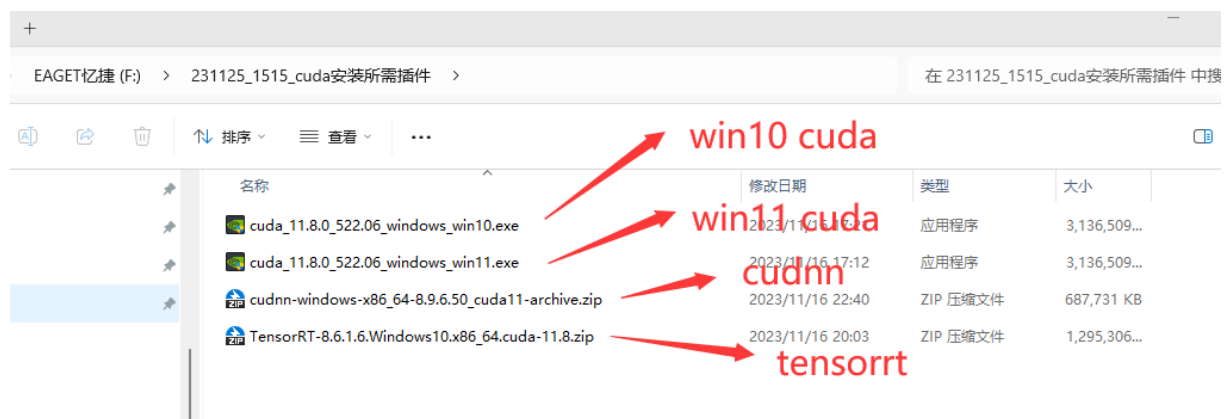 +
EAGET忆捷 (F:) > 231125_1515_cuda安装所需插件 >
在 231125_1515_cuda安装所需插件 中搜
排序
查看
win10 cuda
名称
修改日期
类型
大小
cuda_11.8.0_522.06_windows_win10.exe
应用程序
3,136,509...
win11 cuda
cuda_11.8.0_522.06_windows_win11.exe
2023/11/16 17:12
应用程序
3,136,509...
cudnn
cudnn-windows-x86_64-8.9.6.50_cuda11-archive.zip
2023/11/16 22:40
ZIP 压缩文件
687,731 KB
TensorRT-8.6.1.6.Windows10.x86_64.cuda-11.8.zip
2023/11/16 20:03
ZIP 压缩文件
1,295,306...
tensorrt